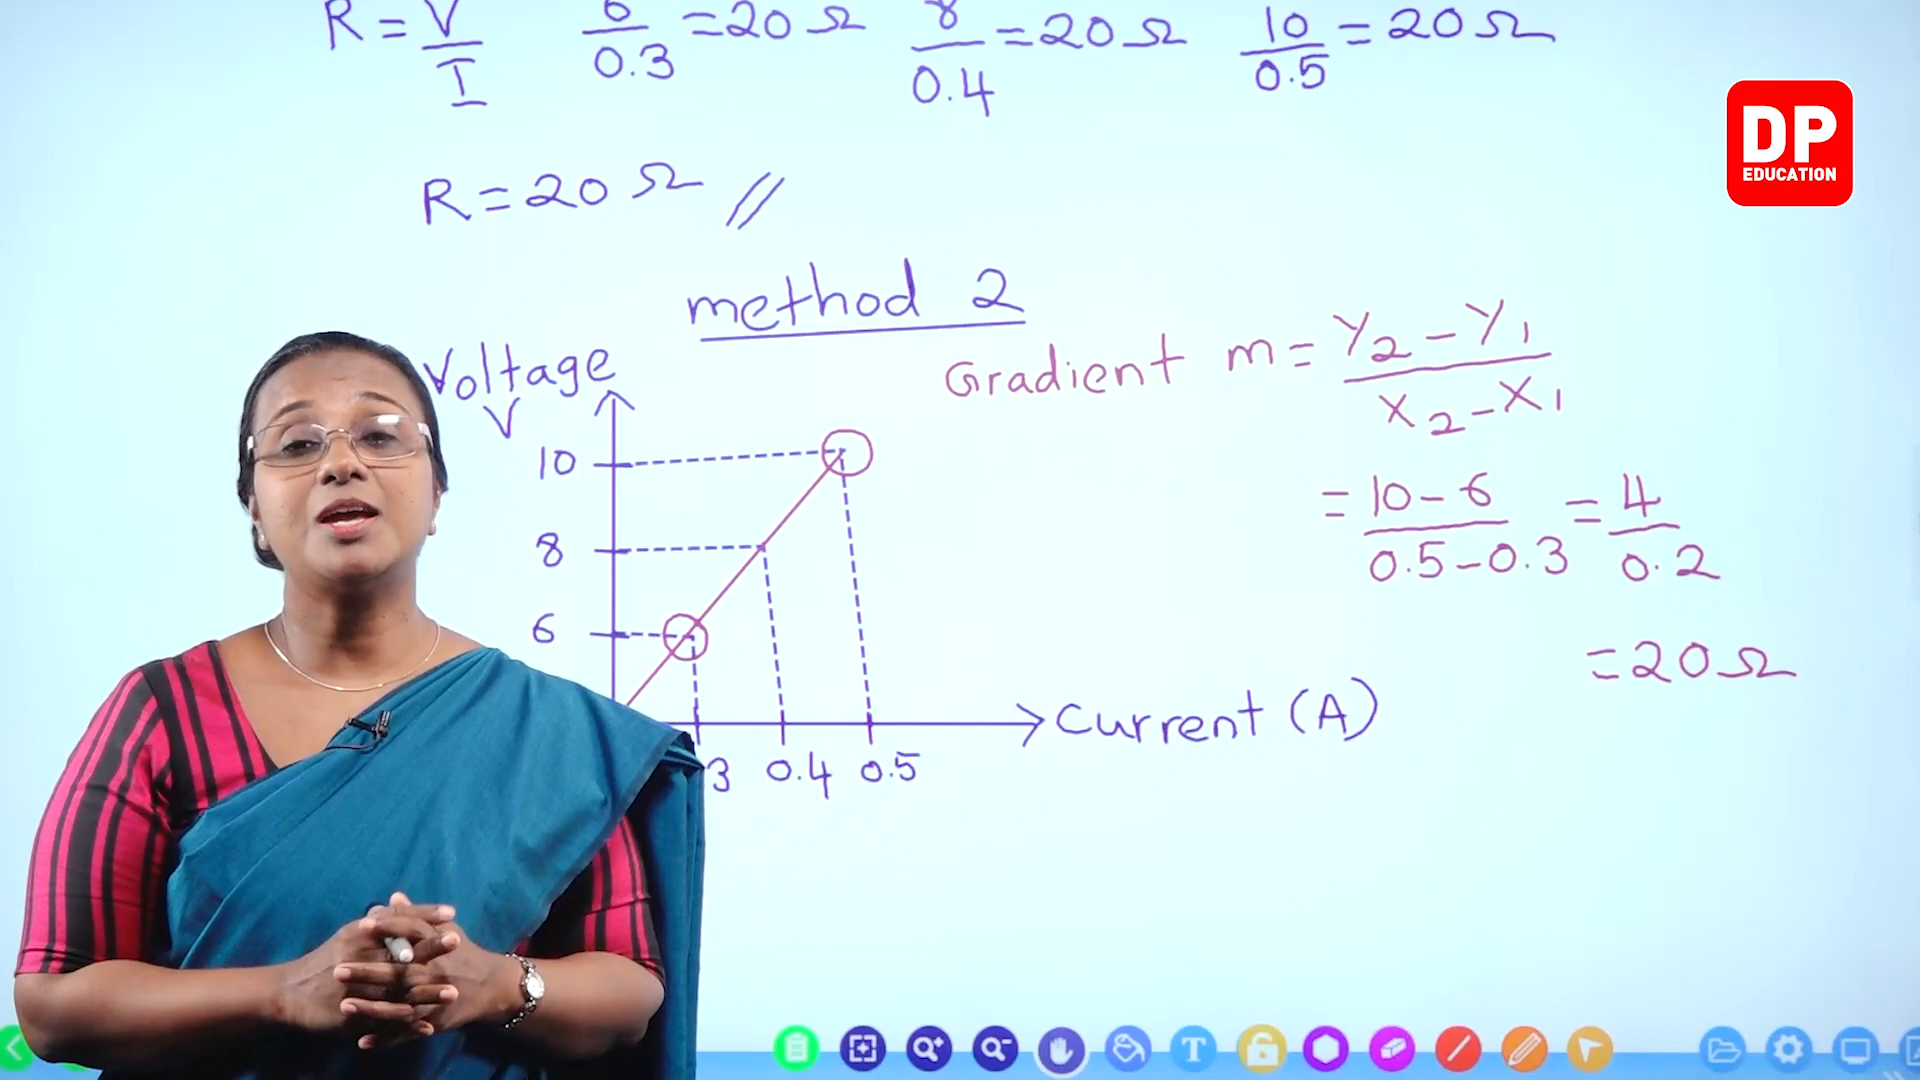 R = V/I 6/0.3 = 20 Ω 8/0.4 = 20 Ω 10/0.5 = 20 Ω
DP
EDUCATION
R = 20 Ω //
method 2
Voltage
V
Gradient m = Y2 - Y1 / X2 - X1
= 10 - 6 / 0.5 - 0.3 = 4 / 0.2
= 20 Ω
10
8
6
Current (A)
3 0.4 0.5
T